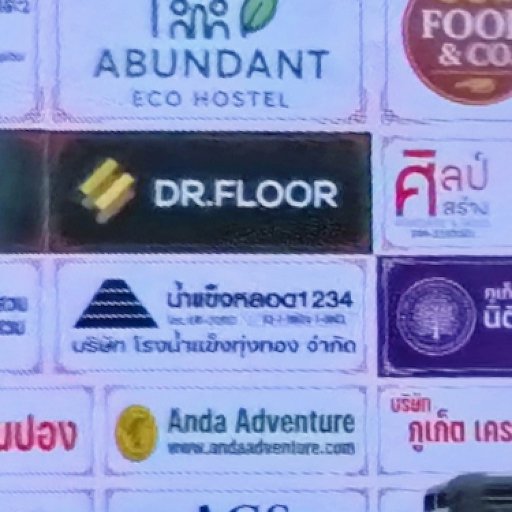 ABUNDANT
ECO HOSTEL
FOO
& CO
DR.FLOOR
ศิลป์
สร้าง
น้ำแข็งหลอด1234
บริษัท โรงน้ำแข็งทุ่งทอง จำกัด
นปอง
Anda Adventure
www.andaadventure.com
บริษัท
ภูเก็ต เคร